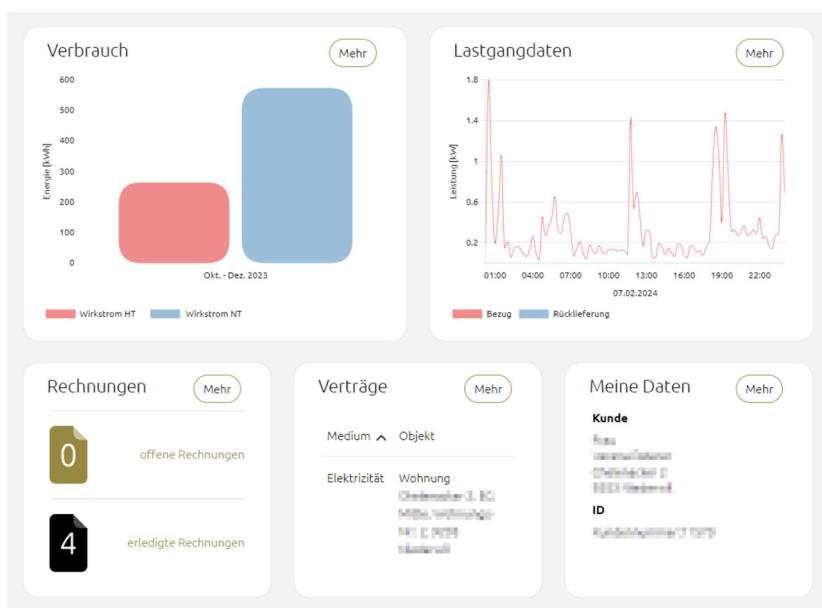 Verbrauch
Mehr
600
500
400
300
200
100
0
Energie [kWh]
Okt. - Dez. 2023
Wirkstrom HT
Wirkstrom NT
Lastgangdaten
Mehr
1.8
1.4
1
0.6
0.2
Leistung [kW]
01:00 04:00 07:00 10:00 13:00 16:00 19:00 22:00
07.02.2024
Bezug
Rücklieferung
Rechnungen
Mehr
0
offene Rechnungen
4
erledigte Rechnungen
Verträge
Mehr
Medium Objekt
Elektrizität Wohnung
Meine Daten
Mehr
Kunde
ID